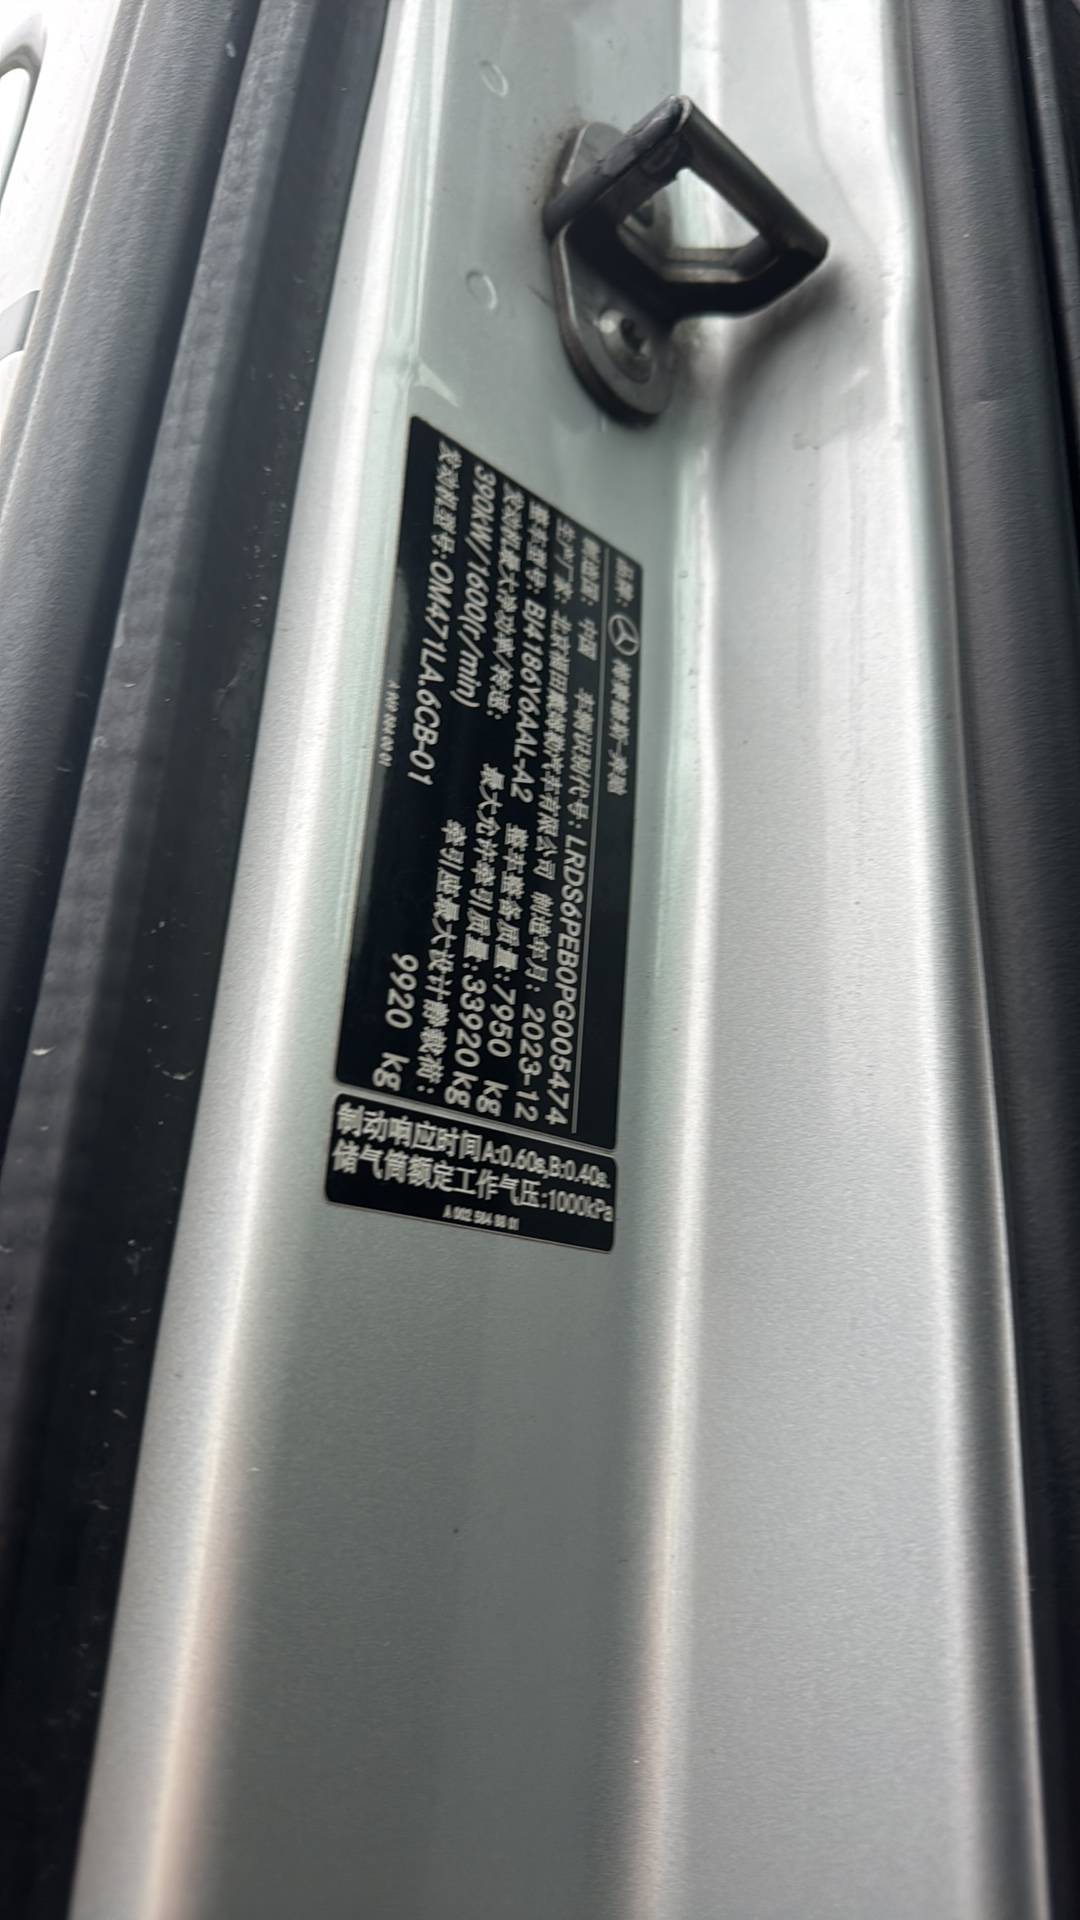 品牌: 梅赛德斯-奔驰
制造国: 中国 车辆识别代号: LRDS6PEB0PG005474
生产厂家: 北京福田戴姆勒汽车有限公司 制造年月: 2023-12
整车型号: BJ4186Y6AAL-A2 整车整备质量: 7950 kg
发动机最大净功率/转速: 最大允许牵引质量: 33920kg
390kW/1600(r/min) 牵引座最大设计静载荷:
发动机型号: OM471LA.6CB-01 9920 kg
制动响应时间A:0.60s,B:0.40s.
储气筒额定工作气压:1000kPa